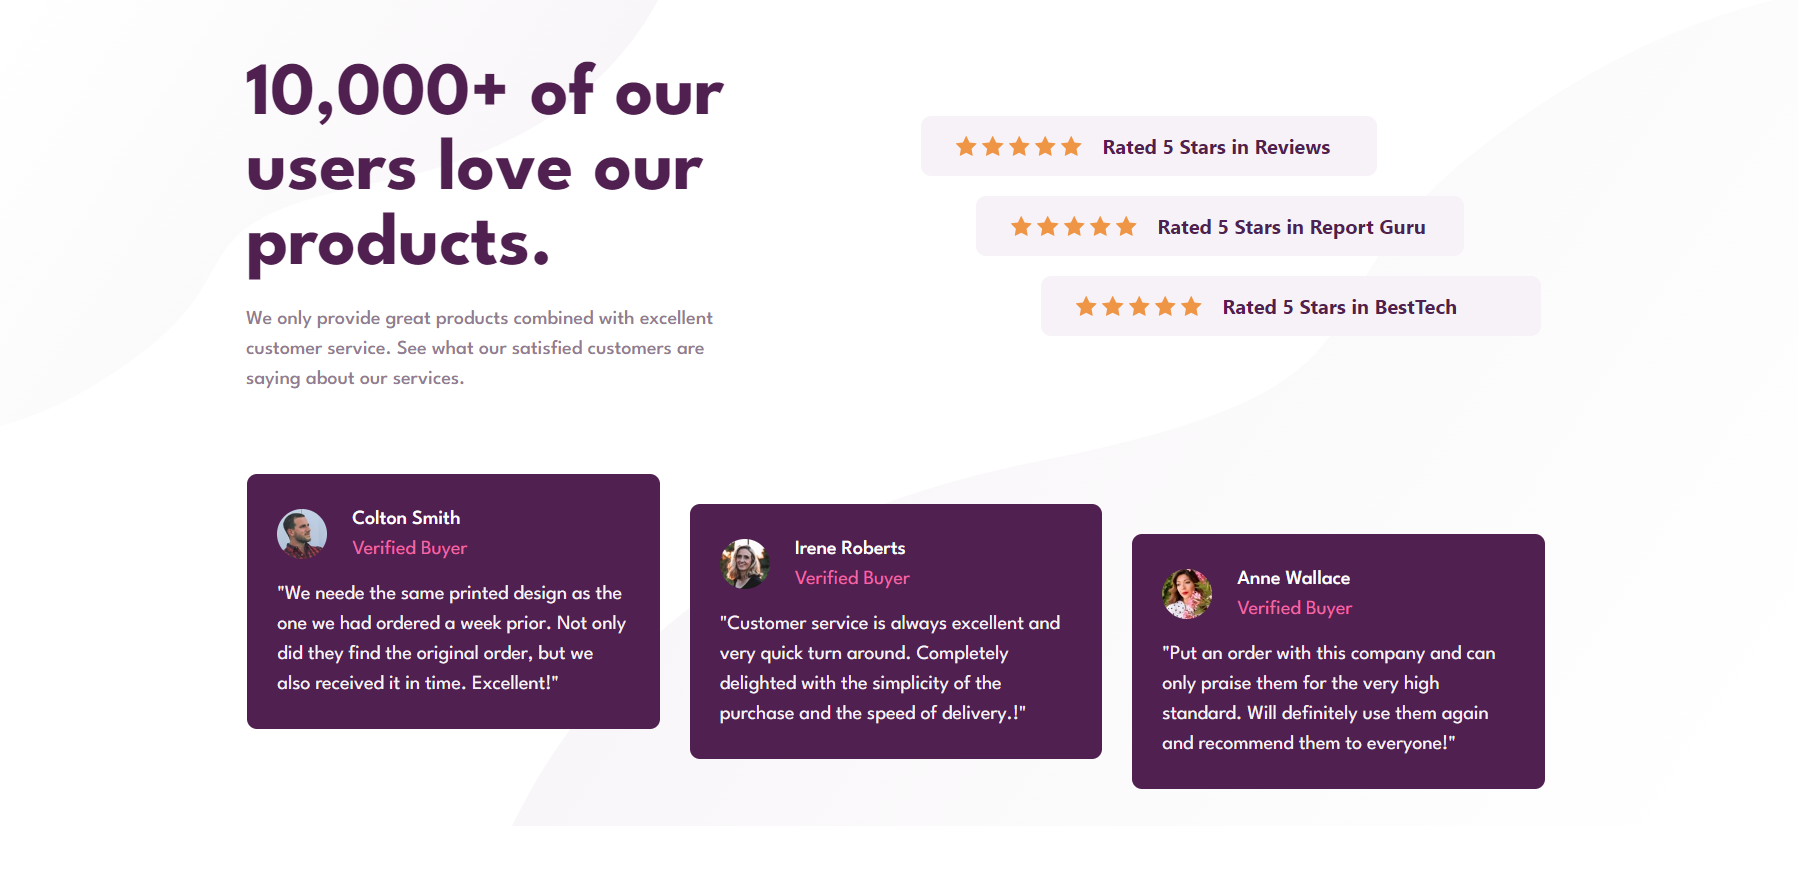 10,000+ of our
users love our
products.
We only provide great products combined with excellent
customer service. See what our satisfied customers are
saying about our services.
Rated 5 Stars in Reviews
Rated 5 Stars in Report Guru
Rated 5 Stars in BestTech
Colton Smith
Verified Buyer
"We neede the same printed design as the
one we had ordered a week prior. Not only
did they find the original order, but we
also received it in time. Excellent!"
Irene Roberts
Verified Buyer
"Customer service is always excellent and
very quick turn around. Completely
delighted with the simplicity of the
purchase and the speed of delivery.!"
Anne Wallace
Verified Buyer
"Put an order with this company and can
only praise them for the very high
standard. Will definitely use them again
and recommend them to everyone!"